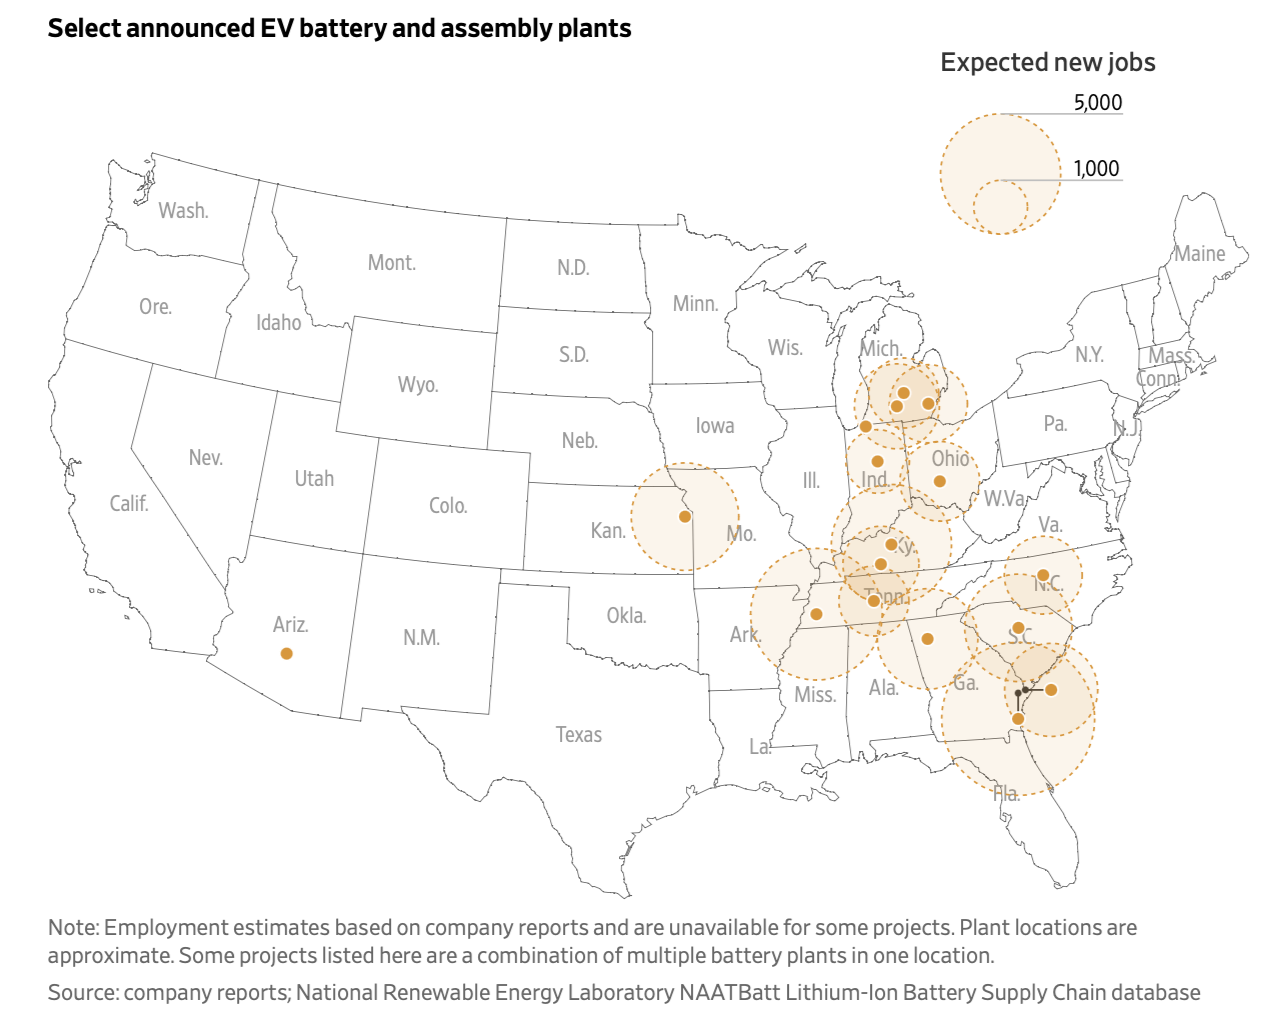 Select announced EV battery and assembly plants
Expected new jobs
5,000
1,000
Wash.
Maine
Mont.
N.D.
Minn.
Ore.
Idaho
Mich.
Wis.
S.D.
N.Y.
Mass.
Conn.
Wyo.
Iowa
Pa.
N.J.
Neb.
Nev.
Ohio
Utah
Ill.
Ind.
Calif.
Colo.
W.Va.
Va.
Kan.
Mo.
Ky.
N.C.
Tenn.
Okla.
Ariz.
N.M.
Ark.
S.C.
Miss.
Ala.
Ga.
Texas
La.
Fla.
Note: Employment estimates based on company reports and are unavailable for some projects. Plant locations are
approximate. Some projects listed here are a combination of multiple battery plants in one location.
Source: company reports; National Renewable Energy Laboratory NAATBatt Lithium-Ion Battery Supply Chain database